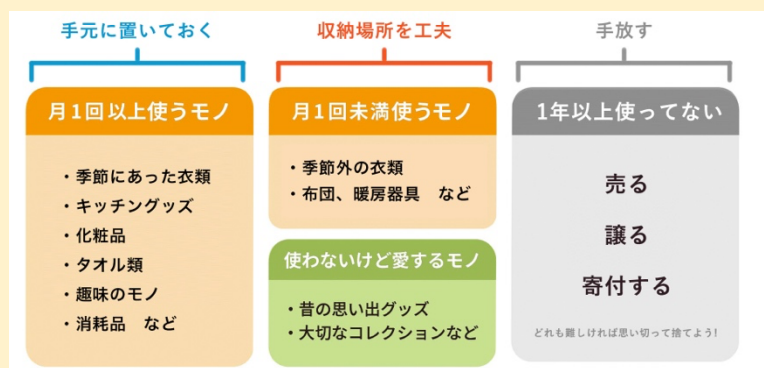 手元に置いておく
収納場所を工夫
手放す
月1回以上使うモノ
・季節にあった衣類
・キッチングッズ
・化粧品
・タオル類
・趣味のモノ
・消耗品　など
月1回未満使うモノ
・季節外の衣類
・布団、暖房器具　など
使わないけど愛するモノ
・昔の思い出グッズ
・大切なコレクションなど
1年以上使ってない
売る
譲る
寄付する
どれも難しければ思い切って捨てよう!